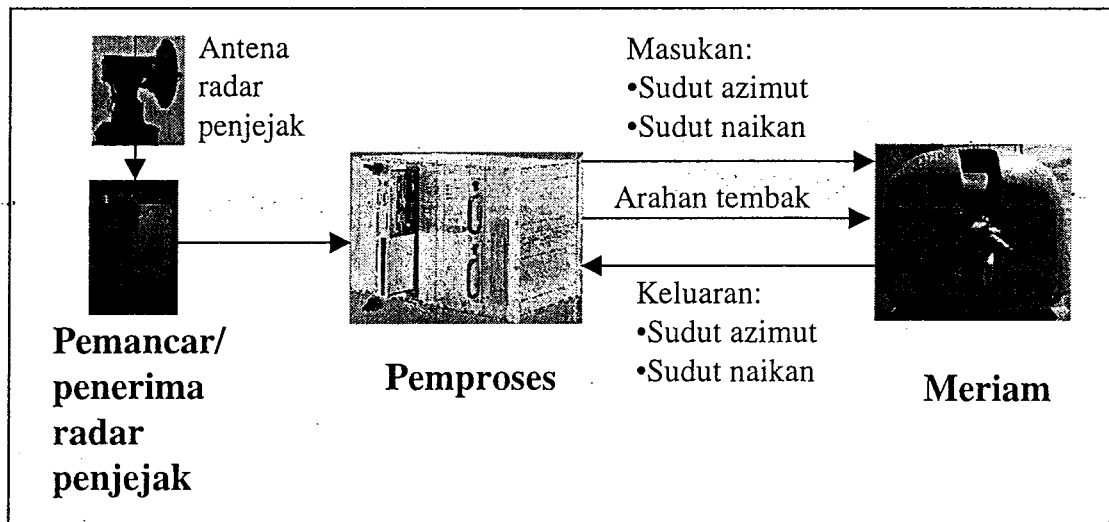 Antena
radar
penjejak
Masukan:
•Sudut azimut
•Sudut naikan
Arahan tembak
Keluaran:
•Sudut azimut
•Sudut naikan
Pemancar/
penerima
radar
penjejak
Pemproses
Meriam